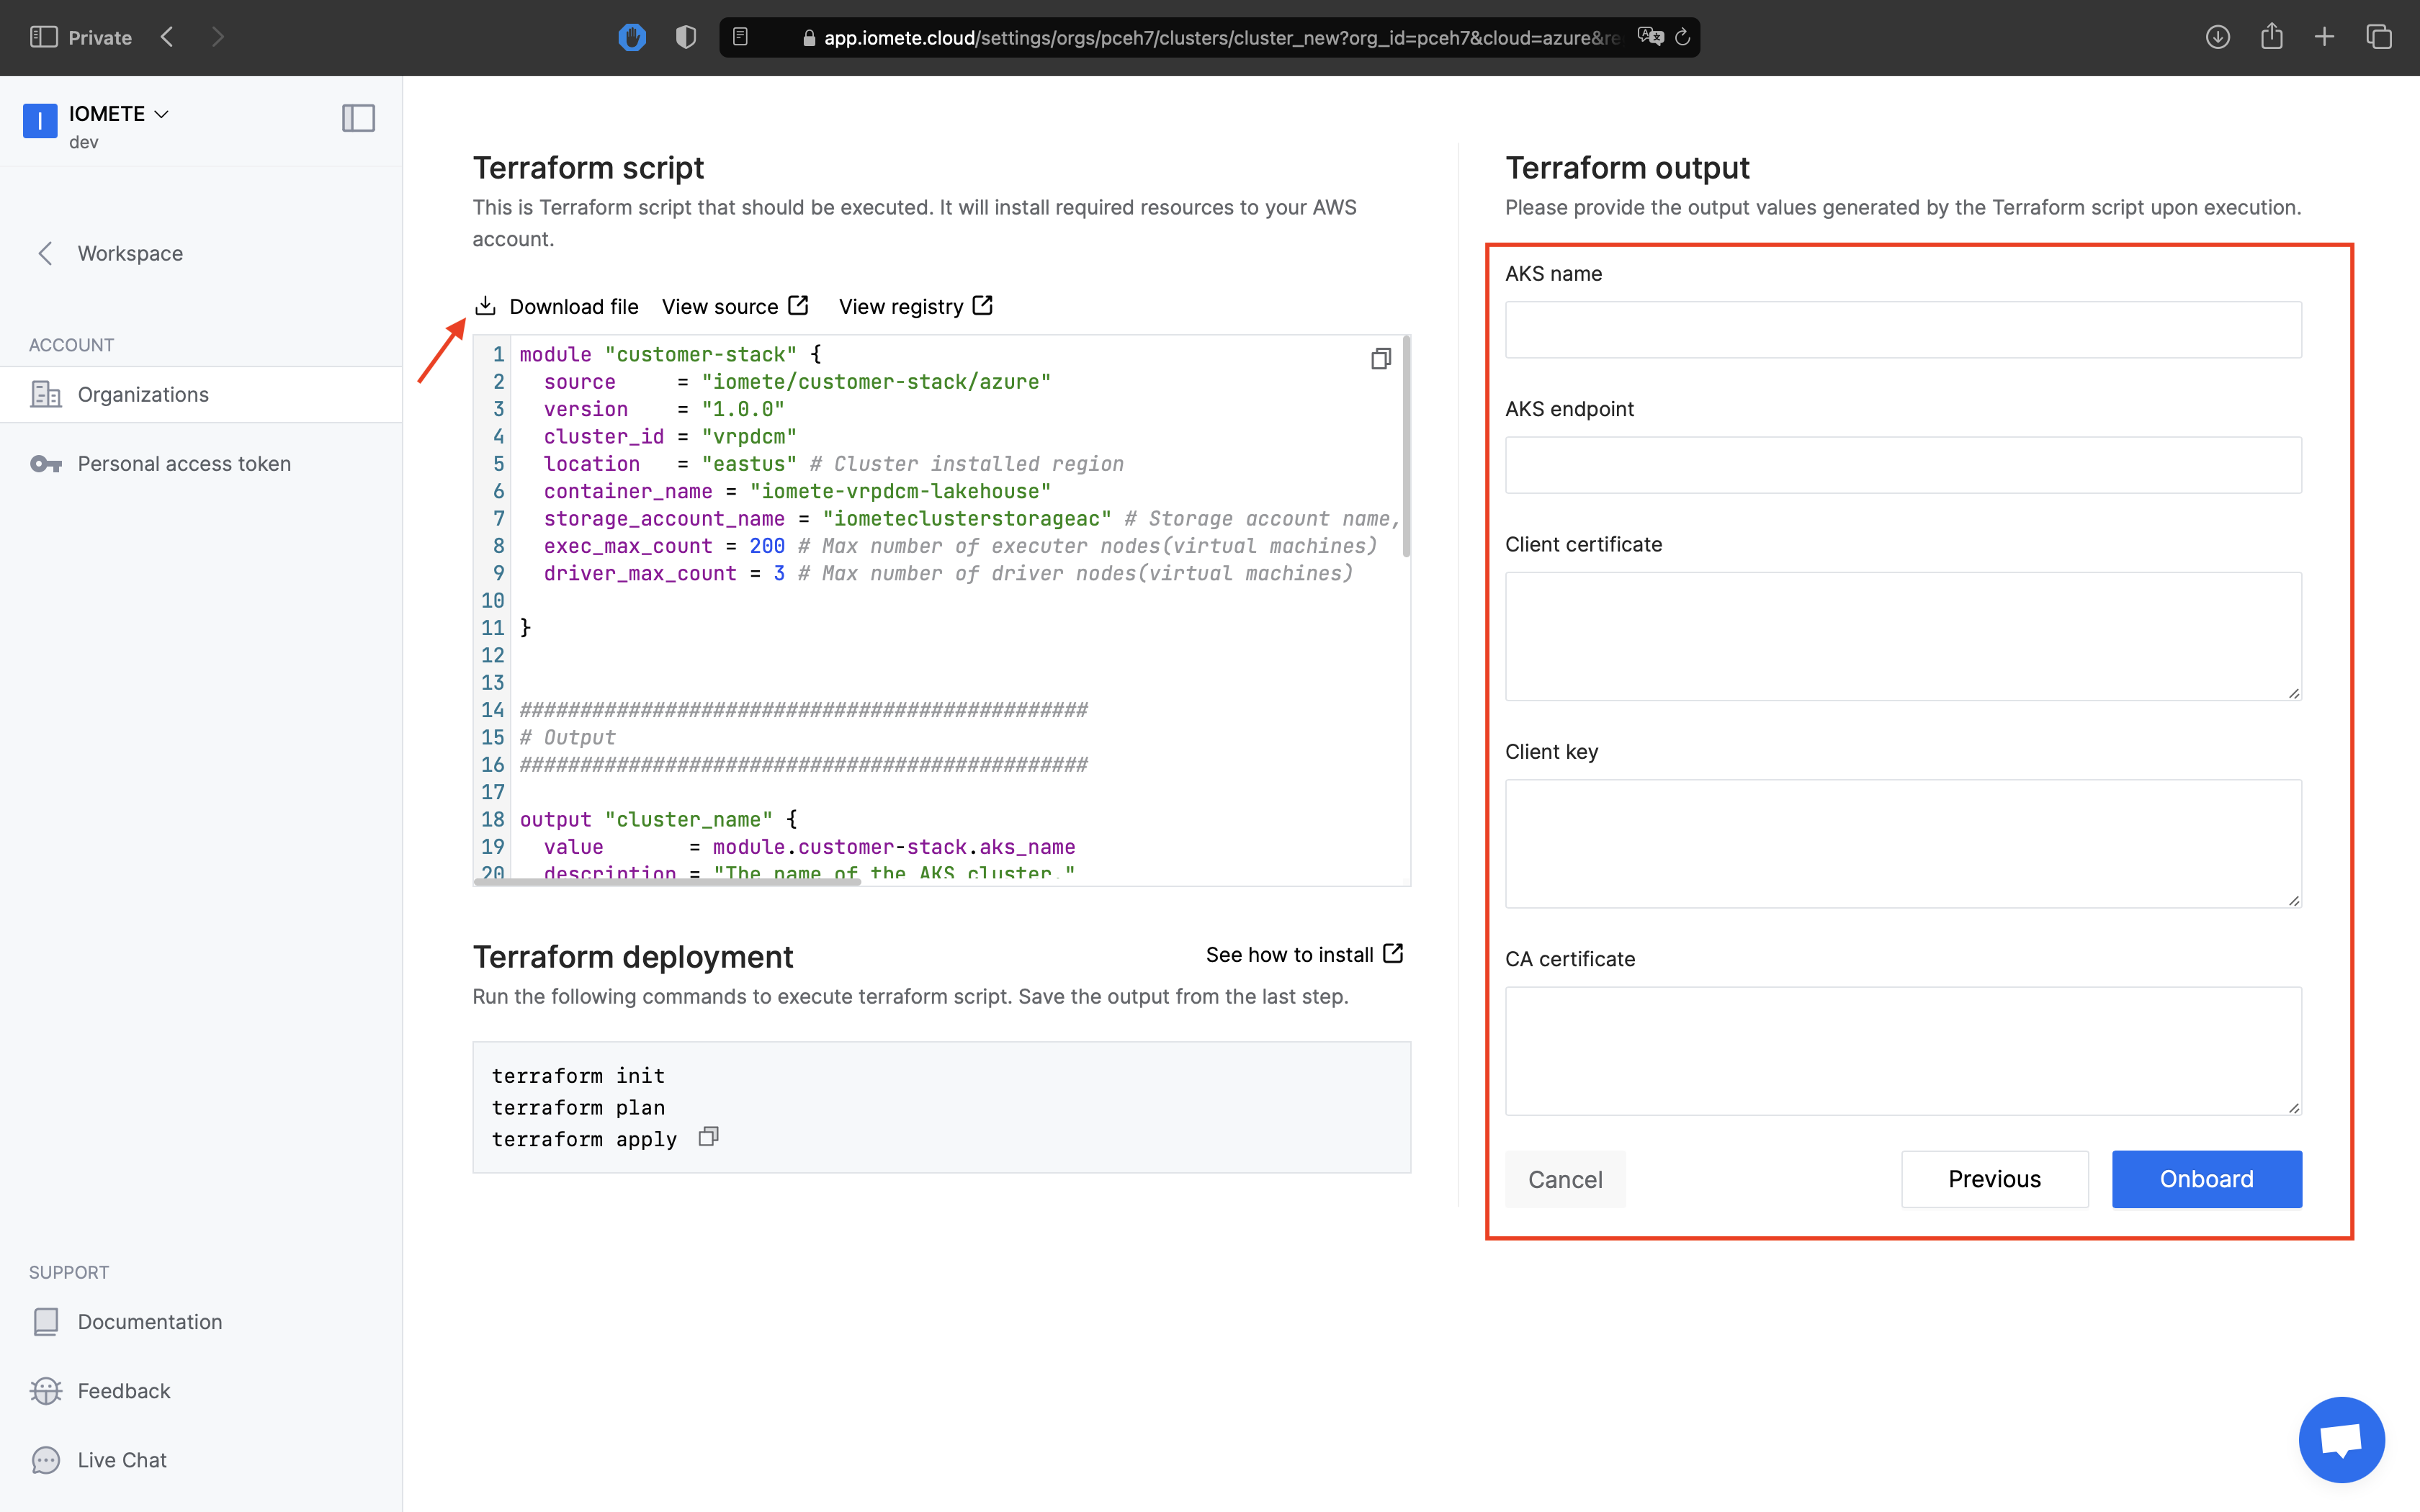 Private
app.iomete.cloud/settings/orgs/pceh7/clusters/cluster_new?org_id=pceh7&cloud=azure&re
I
IOMETE
dev
Workspace
ACCOUNT
Organizations
Personal access token
SUPPORT
Documentation
Feedback
Live Chat
Terraform script
This is Terraform script that should be executed. It will install required resources to your AWS
account.
Download file View source View registry
1 module "customer-stack" {
2 source = "iomete/customer-stack/azure"
3 version = "1.0.0"
4 cluster_id = "vrpdcm"
5 location = "eastus" # Cluster installed region
6 container_name = "iomete-vrpdcm-lakehouse"
7 storage_account_name = "iometeclusterstorageac" # Storage account name,
8 exec_max_count = 200 # Max number of executer nodes(virtual machines)
9 driver_max_count = 3 # Max number of driver nodes(virtual machines)
10
11 }
12
13
14 ###############################################
15 # Output
16 ###############################################
17
18 output "cluster_name" {
19 value = module.customer-stack.aks_name
20 description = "The name of the AKS cluster."
Terraform deployment
See how to install
Run the following commands to execute terraform script. Save the output from the last step.
terraform init
terraform plan
terraform apply
Terraform output
Please provide the output values generated by the Terraform script upon execution.
AKS name
AKS endpoint
Client certificate
Client key
CA certificate
Cancel
Previous
Onboard